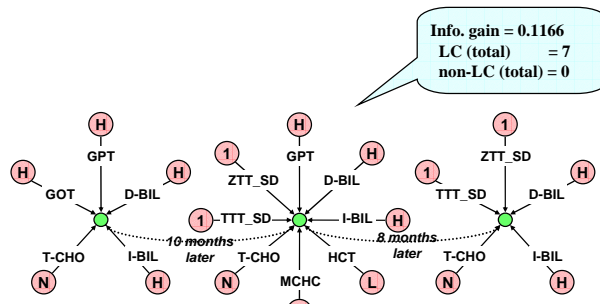 Info. gain = 0.1166
LC (total) = 7
non-LC (total) = 0
H
GPT
H
GOT
H
D-BIL
T-CHO
N
I-BIL
H
10 months
later
H
GPT
1
ZTT_SD
H
D-BIL
1
TTT_SD
I-BIL
H
T-CHO
N
MCHC
HCT
L
8 months
later
1
ZTT_SD
1
TTT_SD
H
D-BIL
T-CHO
N
I-BIL
H